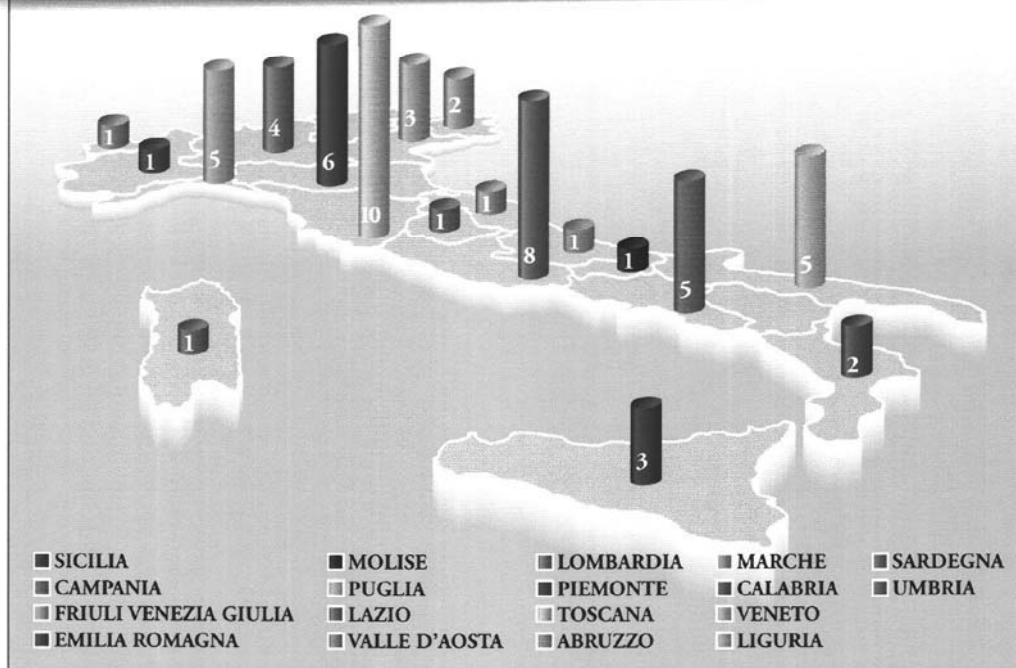 1
1
5
4
6
10
3
2
1
1
8
1
1
5
5
2
1
3
SICILIA
CAMPANIA
FRIULI VENEZIA GIULIA
EMILIA ROMAGNA
MOLISE
PUGLIA
LAZIO
VALLE D'AOSTA
LOMBARDIA
PIEMONTE
TOSCANA
ABRUZZO
MARCHE
CALABRIA
VENETO
LIGURIA
SARDEGNA
UMBRIA